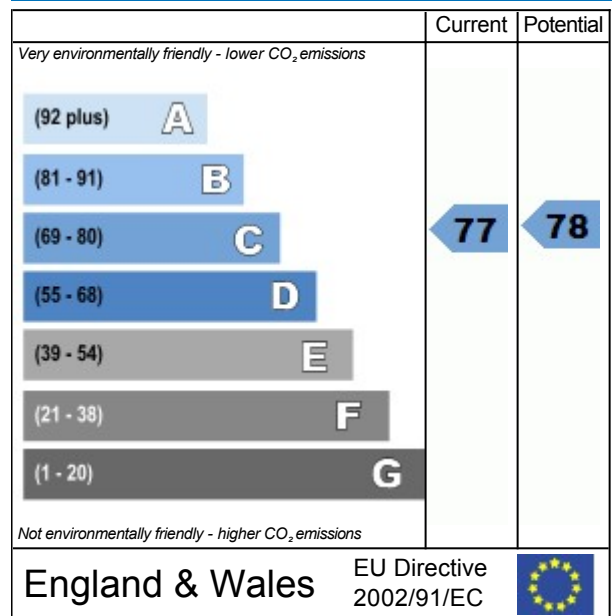 Current Potential
Very environmentally friendly - lower CO₂ emissions
(92 plus) A
(81 - 91) B
(69 - 80) C
77 78
(55 - 68) D
(39 - 54) E
(21 - 38) F
(1 - 20) G
Not environmentally friendly - higher CO₂ emissions
England & Wales
EU Directive
2002/91/EC